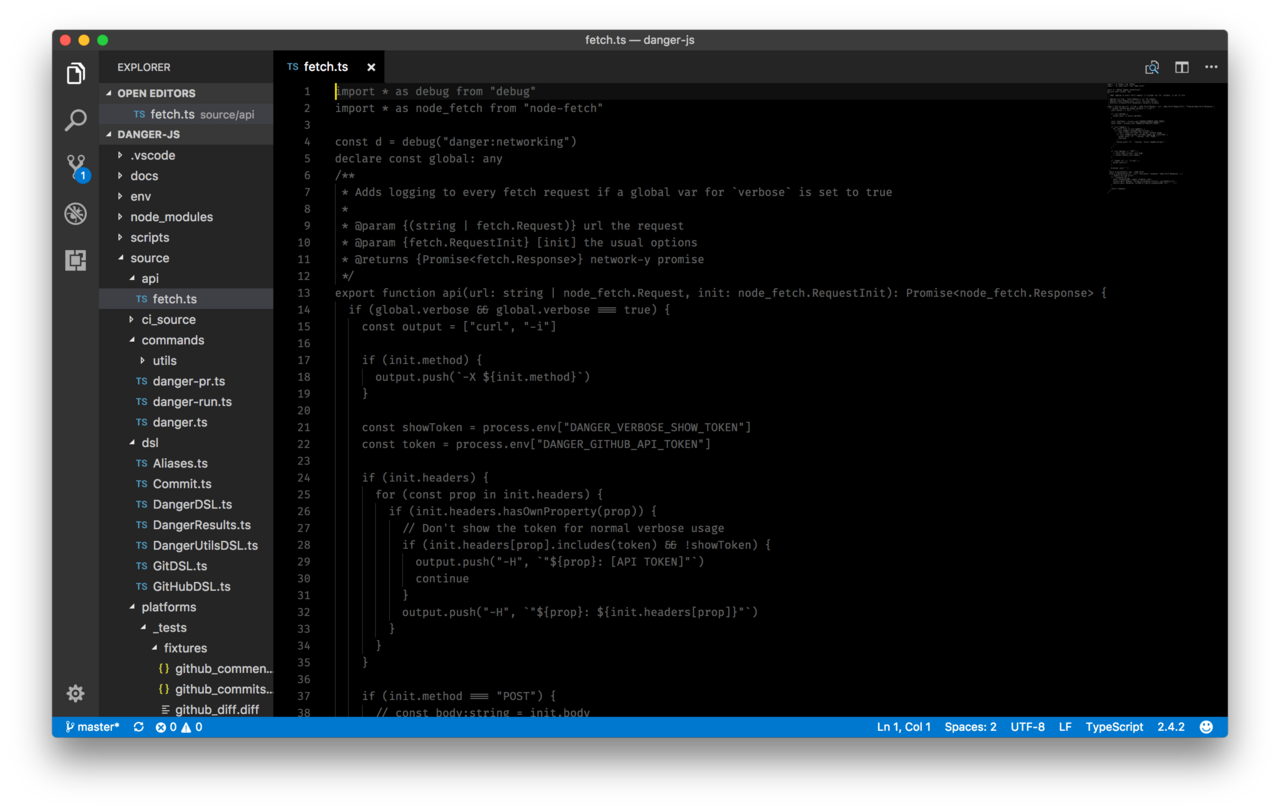 fetch.ts — danger-js
EXPLORER
OPEN EDITORS
TS fetch.ts source/api
DANGER-JS
.vscode
docs
env
node_modules
scripts
source
api
TS fetch.ts
ci_source
commands
utils
TS danger-pr.ts
TS danger-run.ts
TS danger.ts
dsl
TS Aliases.ts
TS Commit.ts
TS DangerDSL.ts
TS DangerResults.ts
TS DangerUtilsDSL.ts
TS GitDSL.ts
TS GitHubDSL.ts
platforms
_tests
fixtures
{} github_commen...
{} github_commits...
github_diff.diff
1
TS fetch.ts ×
1 import * as debug from "debug"
2 import * as node_fetch from "node-fetch"
3
4 const d = debug("danger:networking")
5 declare const global: any
6 /**
7  * Adds logging to every fetch request if a global var for `verbose` is set to true
8  *
9  * @param {(string | fetch.Request)} url the request
10  * @param {fetch.RequestInit} [init] the usual options
11  * @returns {Promise<fetch.Response>} network-y promise
12  */
13 export function api(url: string | node_fetch.Request, init: node_fetch.RequestInit): Promise<node_fetch.Response> {
14   if (global.verbose && global.verbose === true) {
15     const output = ["curl", "-i"]
16
17     if (init.method) {
18       output.push(`-X ${init.method}`)
19     }
20
21     const showToken = process.env["DANGER_VERBOSE_SHOW_TOKEN"]
22     const token = process.env["DANGER_GITHUB_API_TOKEN"]
23
24     if (init.headers) {
25       for (const prop in init.headers) {
26         if (init.headers.hasOwnProperty(prop)) {
27           // Don't show the token for normal verbose usage
28           if (init.headers[prop].includes(token) && !showToken) {
29             output.push("-H", `"${prop}: [API TOKEN]"`)
30             continue
31           }
32           output.push("-H", `"${prop}: ${init.headers[prop]}"`)
33         }
34       }
35     }
36
37     if (init.method === "POST") {
38       // const body:string = init.body
master* 0 0
Ln 1, Col 1 Spaces: 2 UTF-8 LF TypeScript 2.4.2